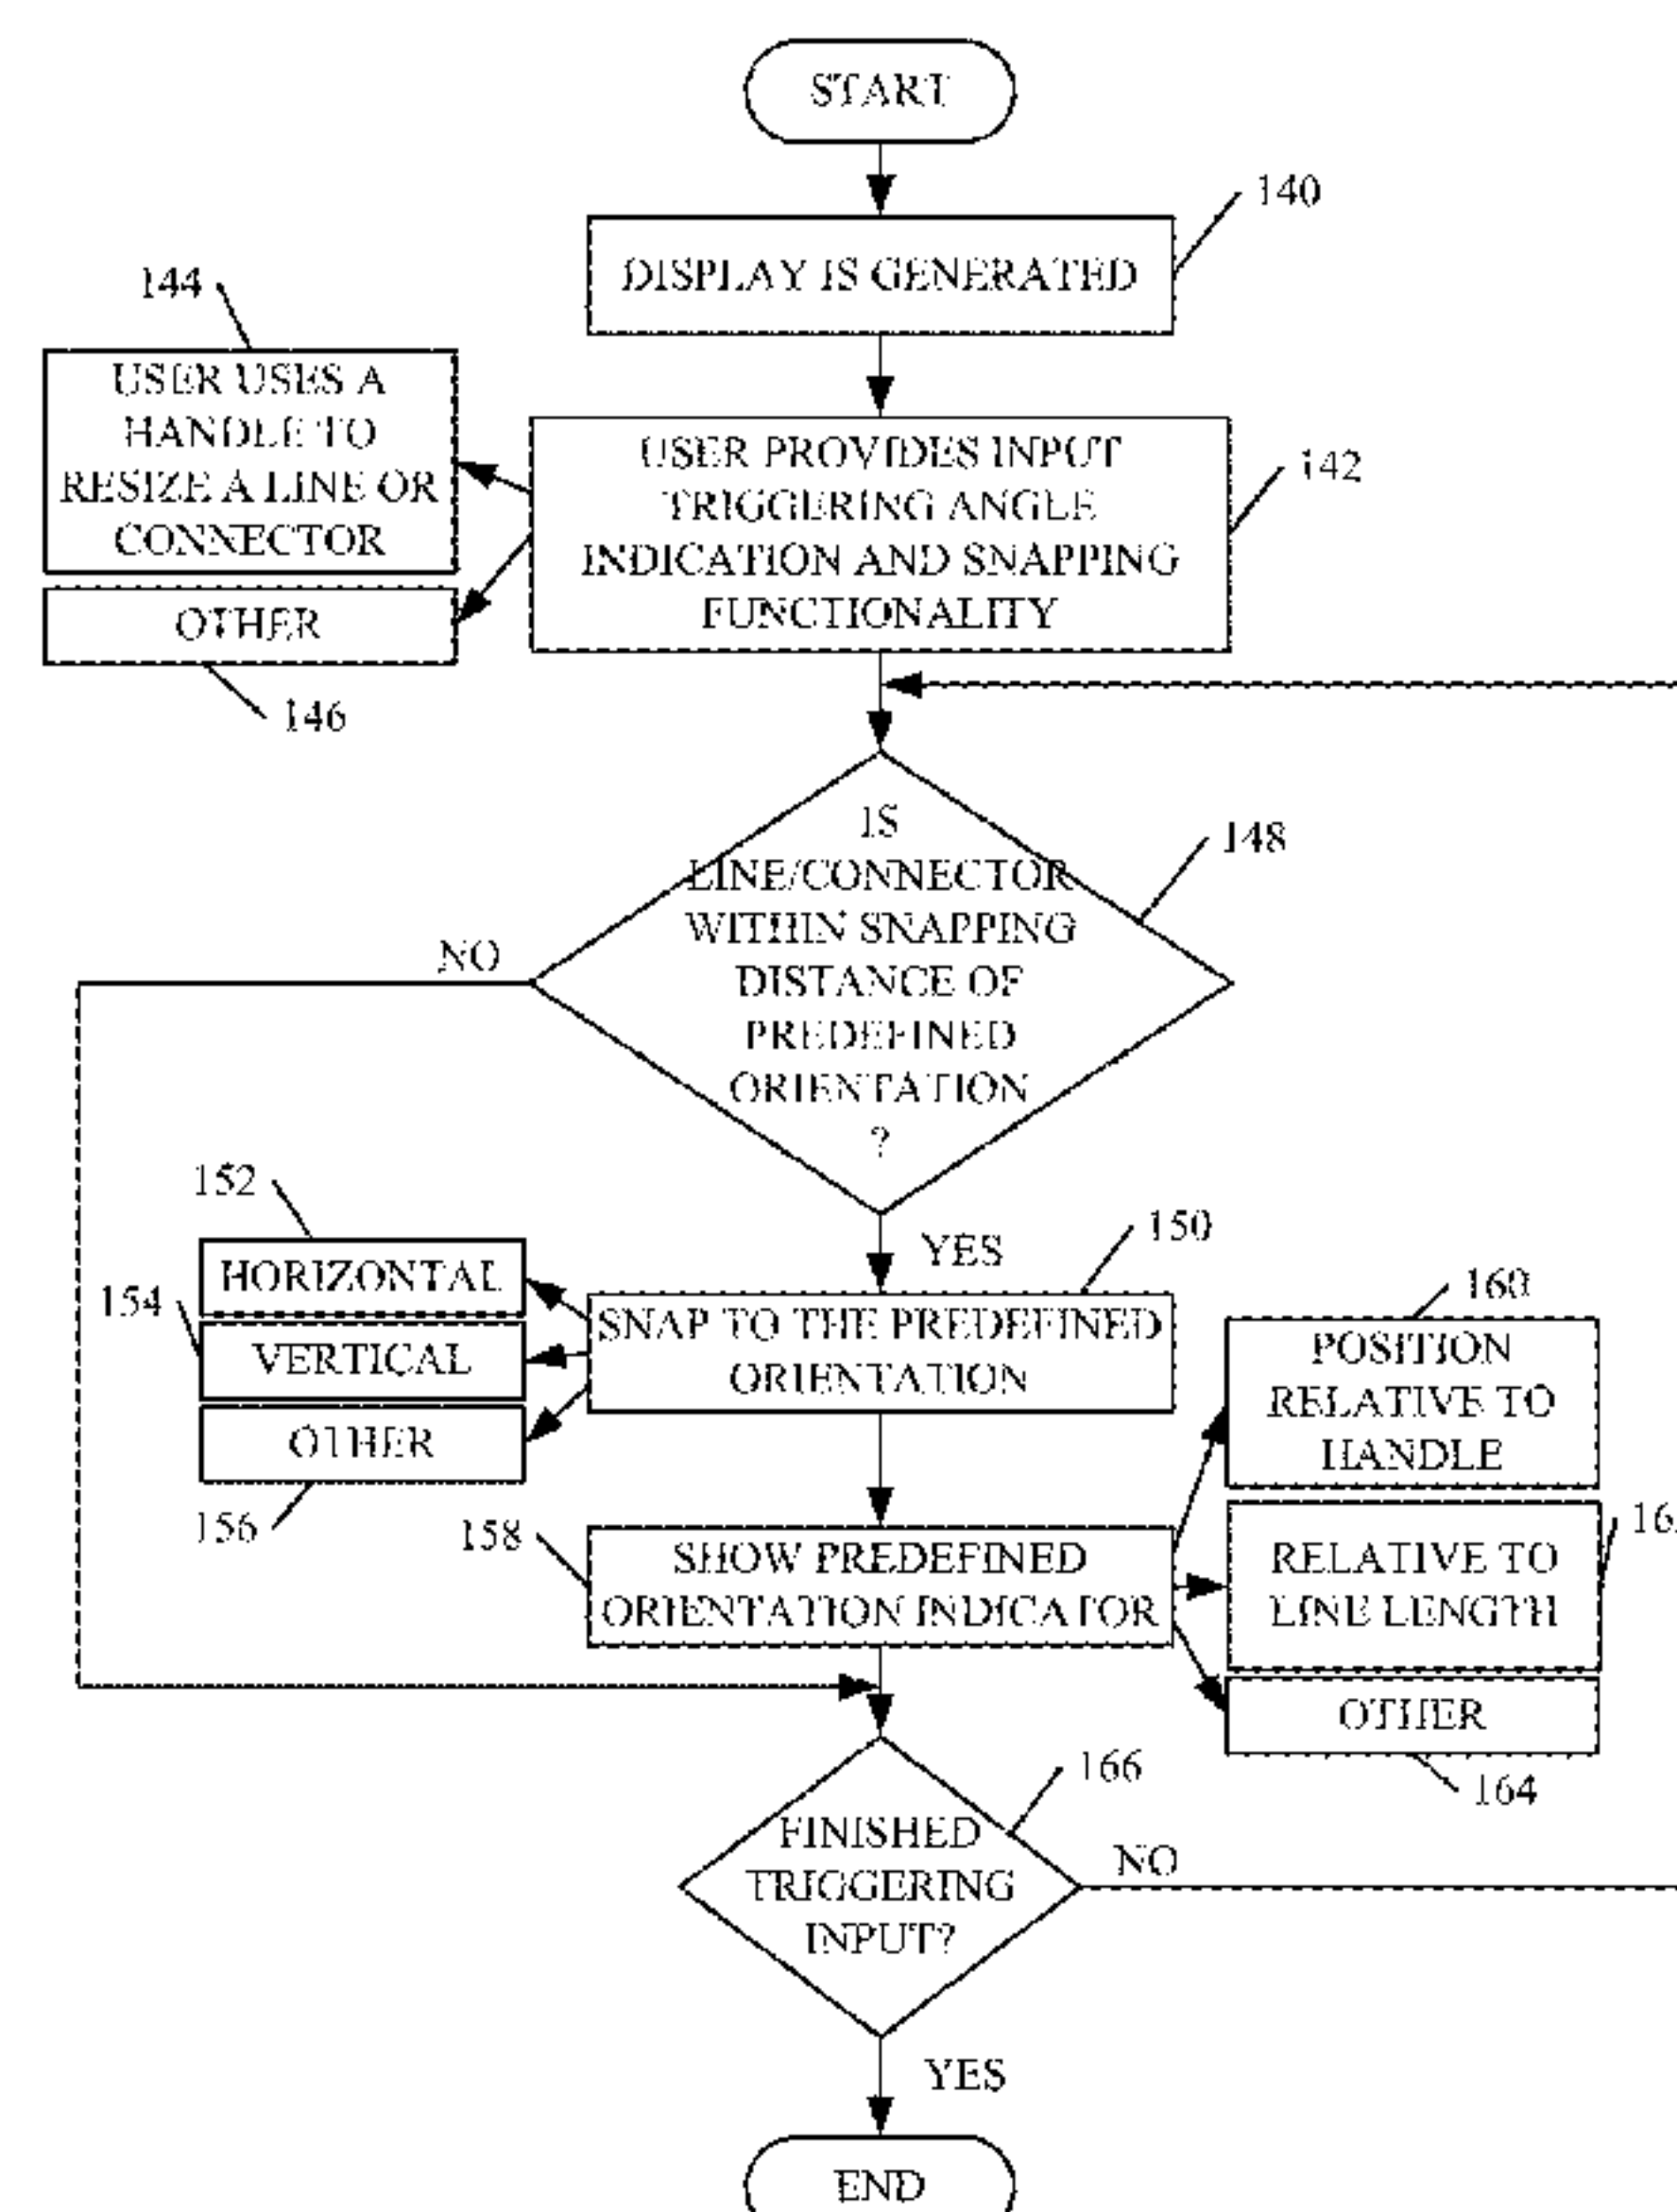 START
140
DISPLAY IS GENERATED
144
USER USES A
HANDLE TO
RESIZE A LINE OR
CONNECTOR
USER PROVIDES INPUT
TRIGGERING ANGLE
INDICATION AND SNAPPING
FUNCTIONALITY
142
OTHER
146
IS
LINE/CONNECTOR
WITHIN SNAPPING
DISTANCE OF
PREDEFINED
ORIENTATION
?
148
NO
YES
152
HORIZONTAL
154
VERTICAL
OTHER
156
150
SNAP TO THE PREDEFINED
ORIENTATION
160
POSITION
RELATIVE TO
HANDLE
158
SHOW PREDEFINED
ORIENTATION INDICATOR
RELATIVE TO
LINE LENGTH
OTHER
164
166
FINISHED
TRIGGERING
INPUT?
NO
YES
END